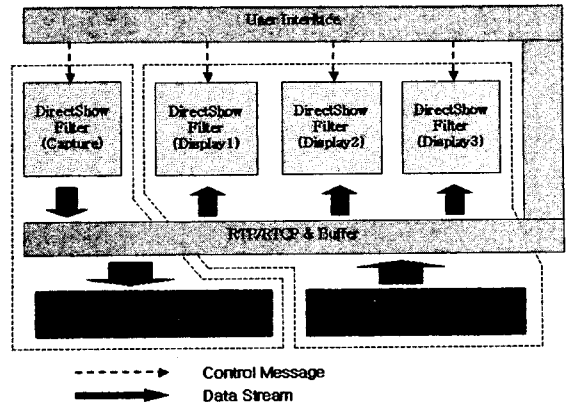 User Interface
DirectShow
Filter
(Capture)
DirectShow
Filter
(Display1)
DirectShow
Filter
(Display2)
DirectShow
Filter
(Display3)
RTP/RTCP & Buffer
Control Message
Data Stream